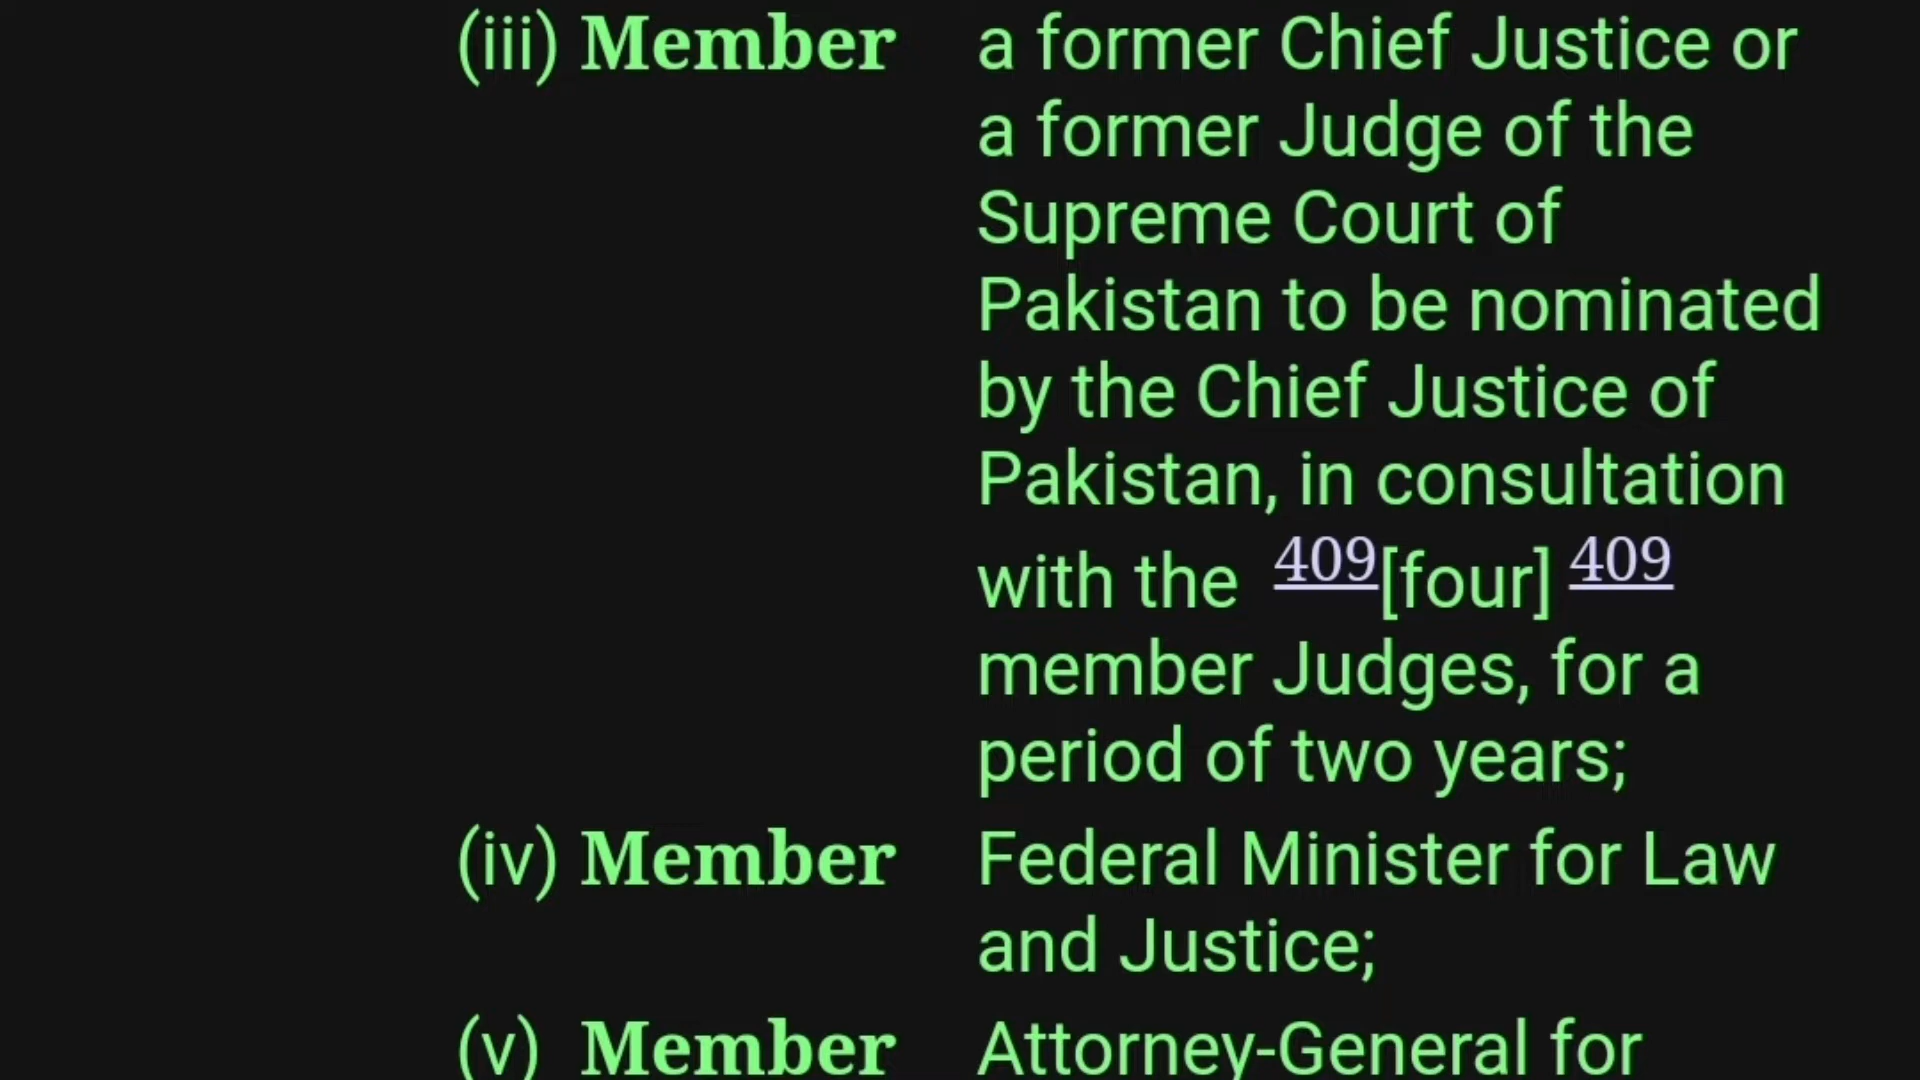 (iii) Member a former Chief Justice or
a former Judge of the
Supreme Court of
Pakistan to be nominated
by the Chief Justice of
Pakistan, in consultation
with the 409[four] 409
member Judges, for a
period of two years;
(iv) Member Federal Minister for Law
and Justice;
(v) Member Attorney-General for